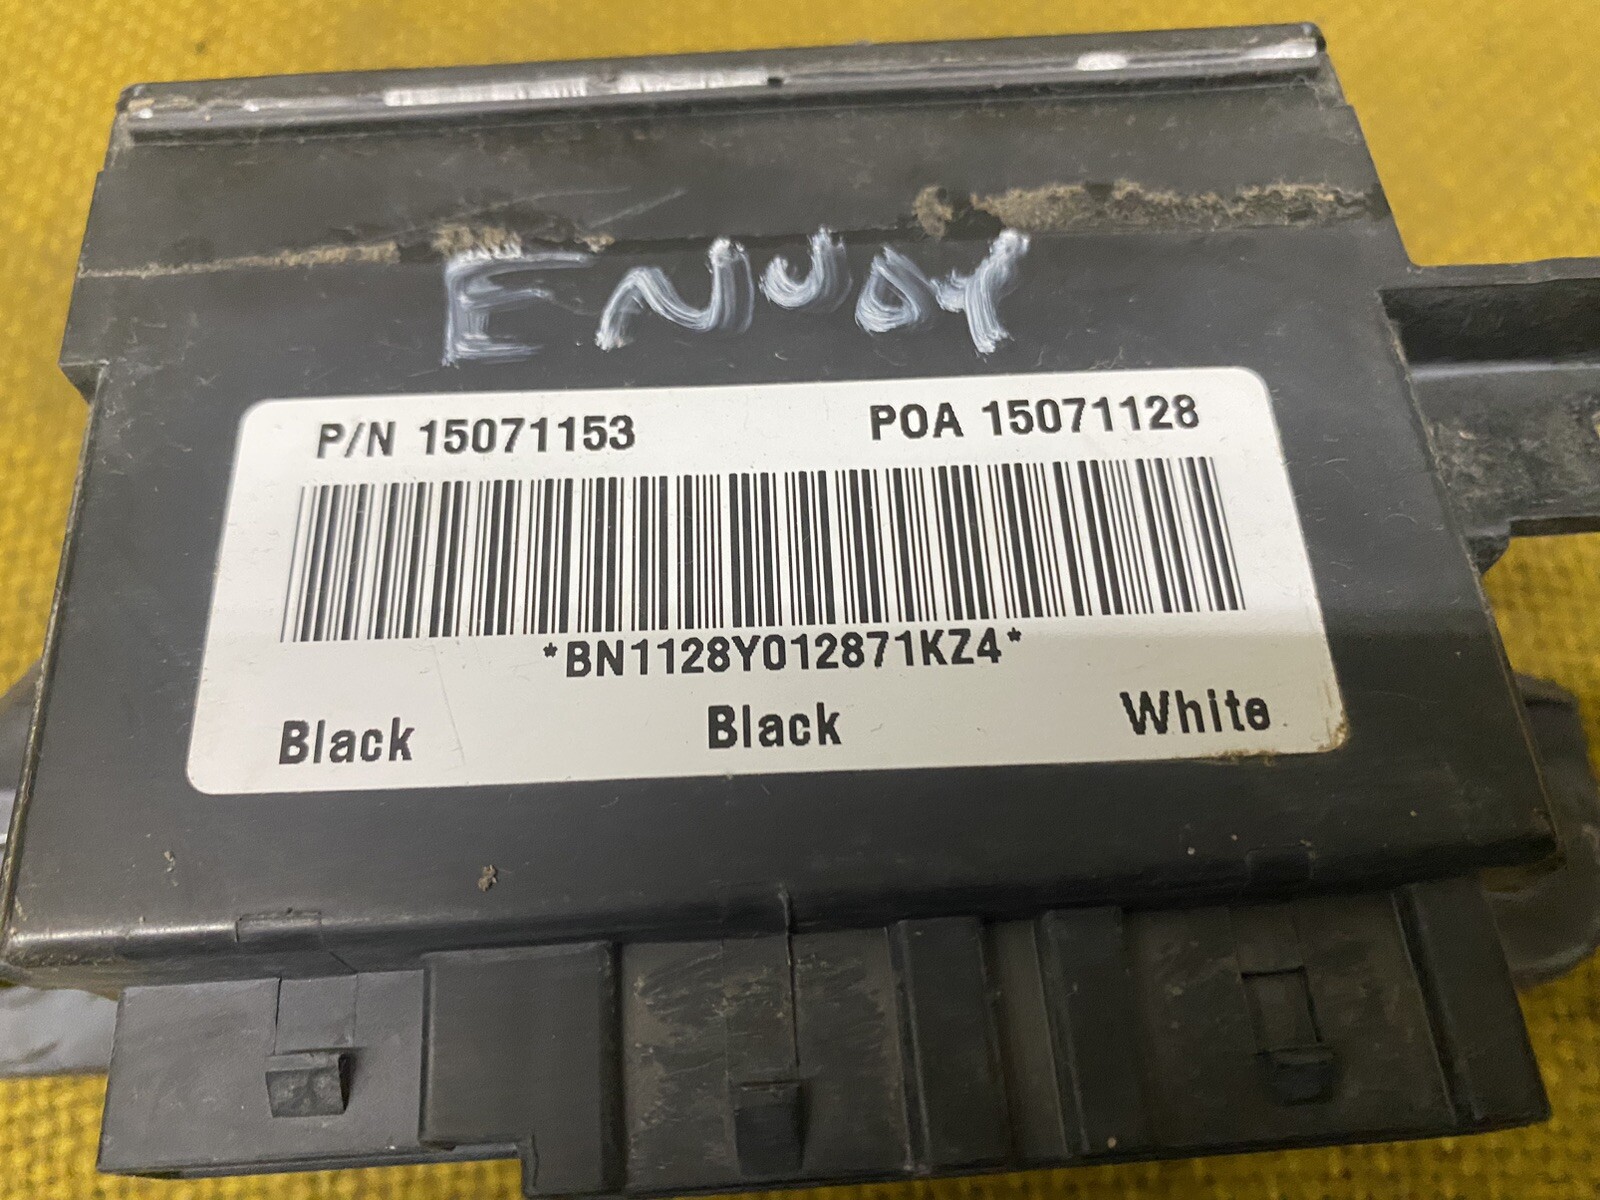 ENVOY
P/N 15071153 POA 15071128
*BN1128Y012871KZ4*
Black Black White